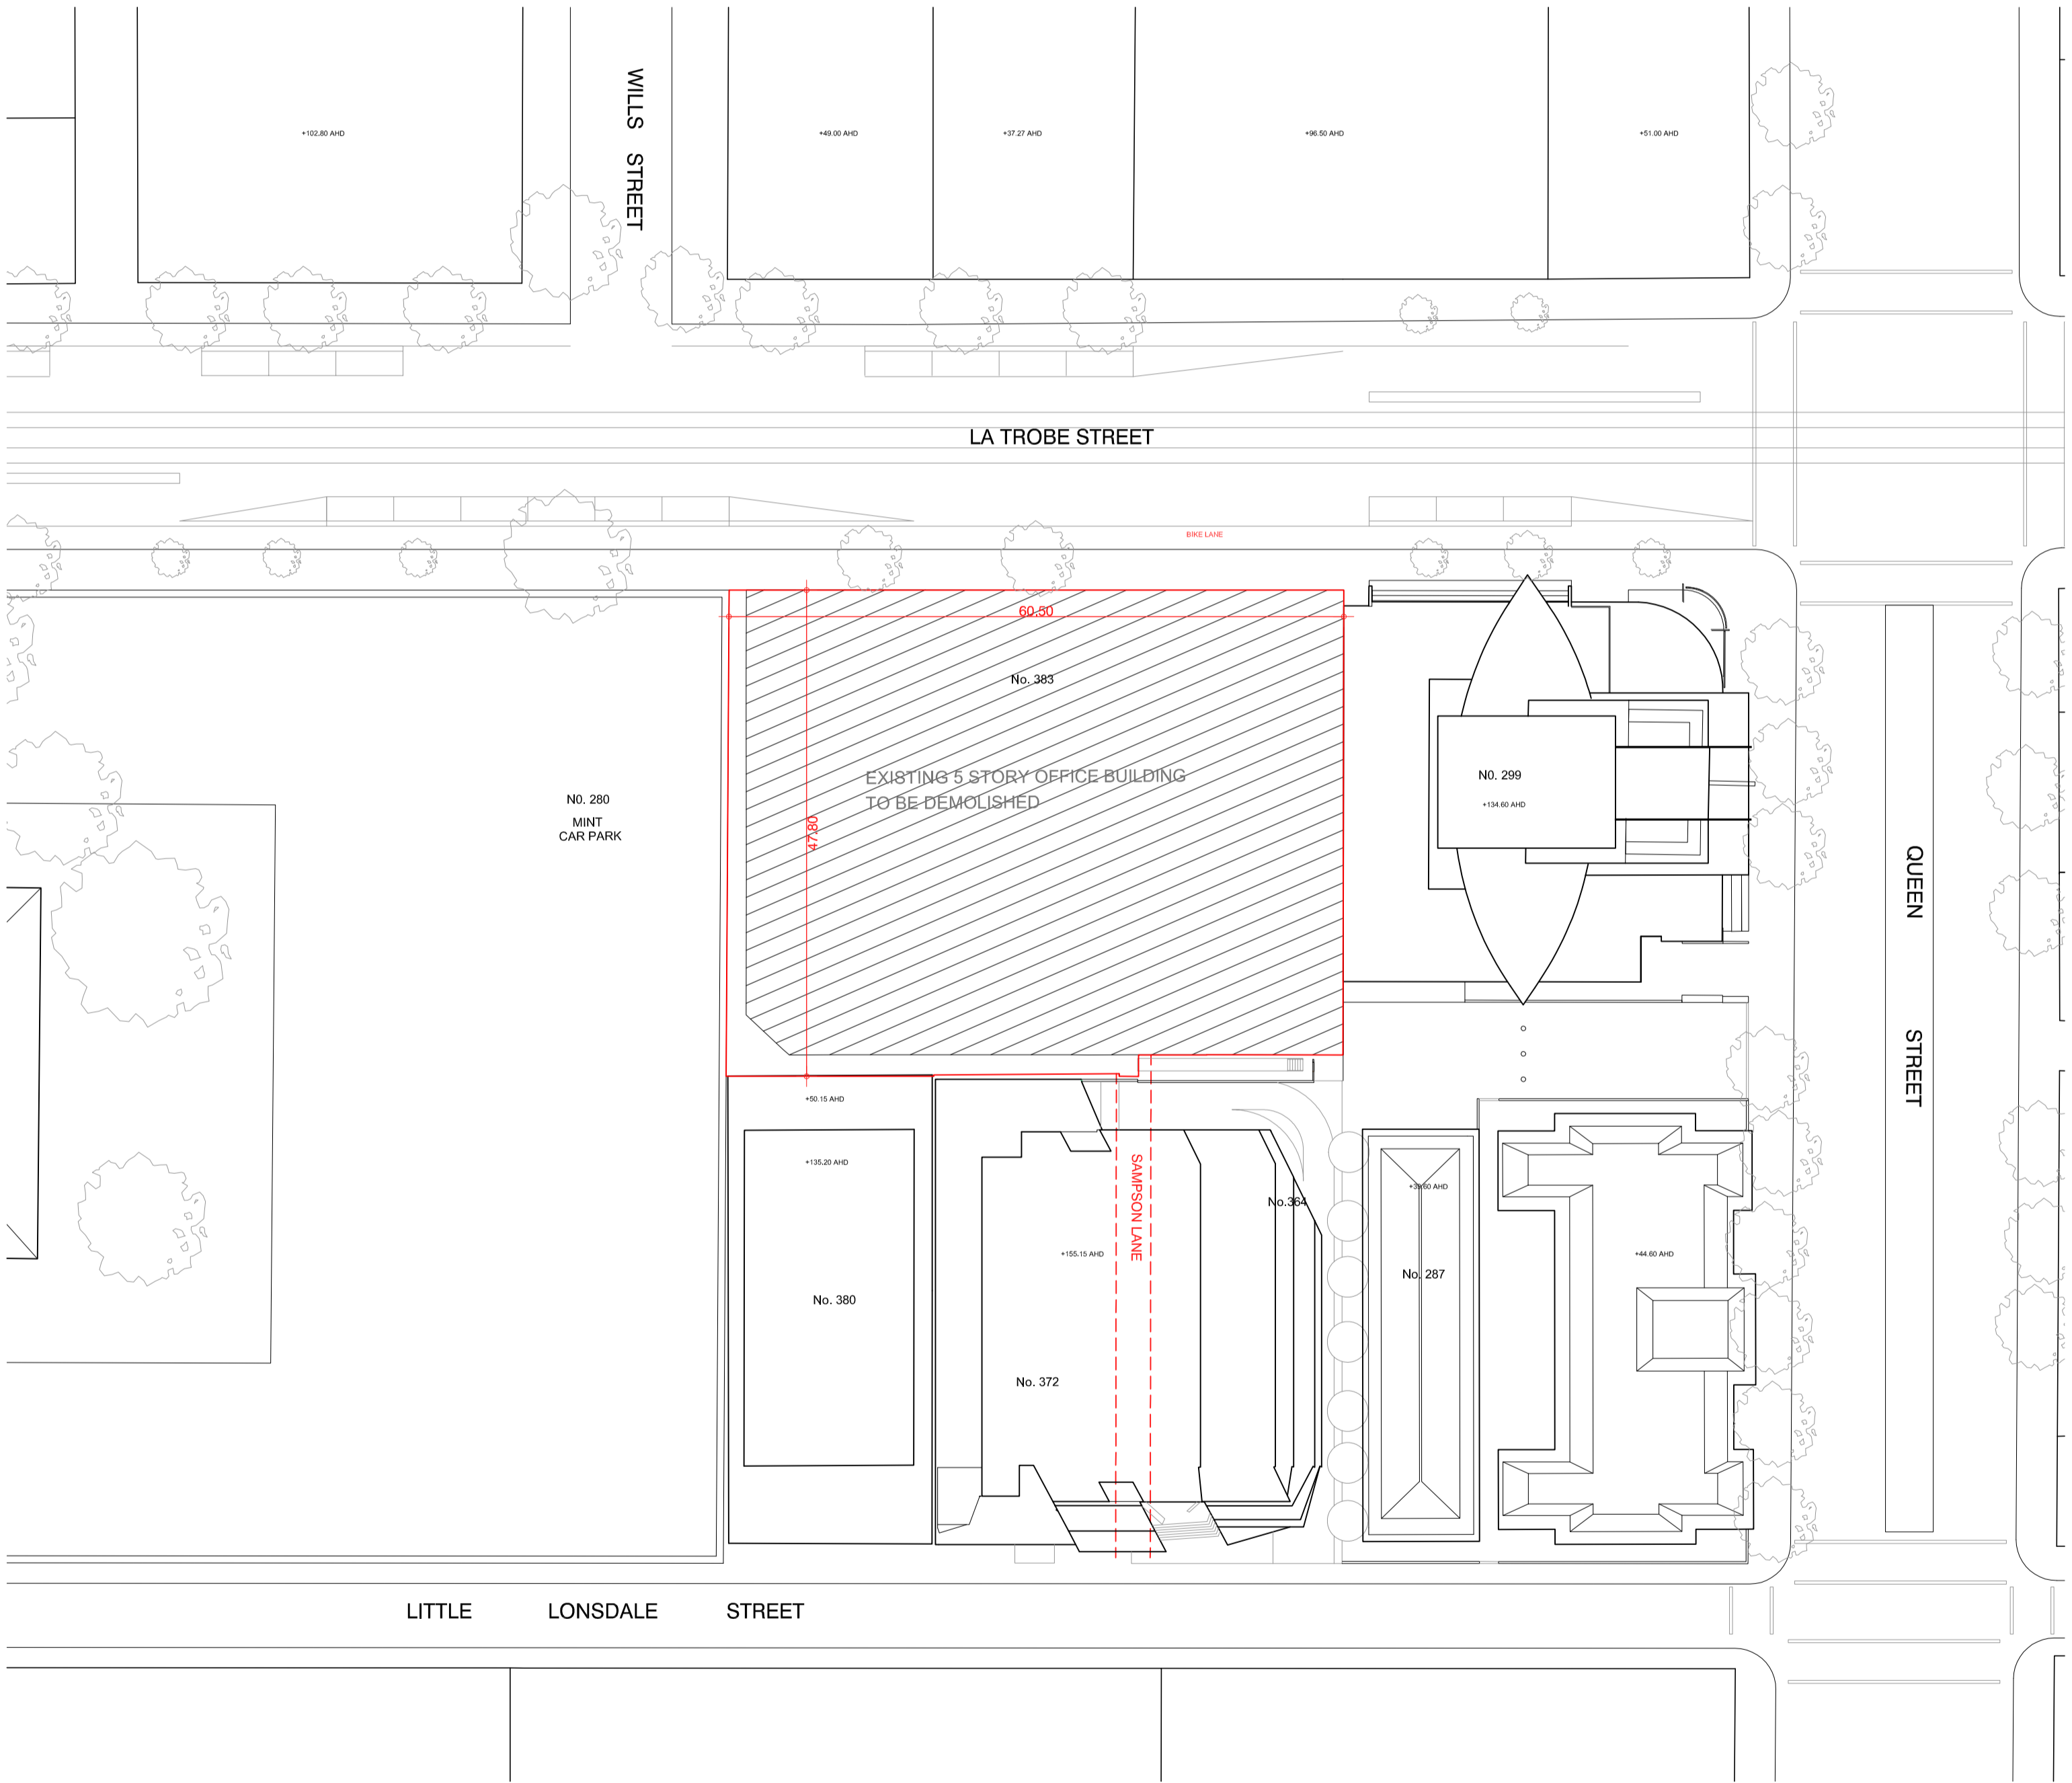 WILLS STREET
+102.80 AHD
+49.00 AHD
+37.27 AHD
+96.50 AHD
+51.00 AHD
LA TROBE STREET
BIKE LANE
60.50
No. 383
EXISTING 5 STORY OFFICE BUILDING
TO BE DEMOLISHED
47.80
N0. 280
MINT
CAR PARK
N0. 299
+134.60 AHD
QUEEN STREET
+50.15 AHD
+135.20 AHD
No. 380
SAMPSON LANE
+155.15 AHD
No. 372
No.364
No. 287
+44.60 AHD
LITTLE LONSDALE STREET